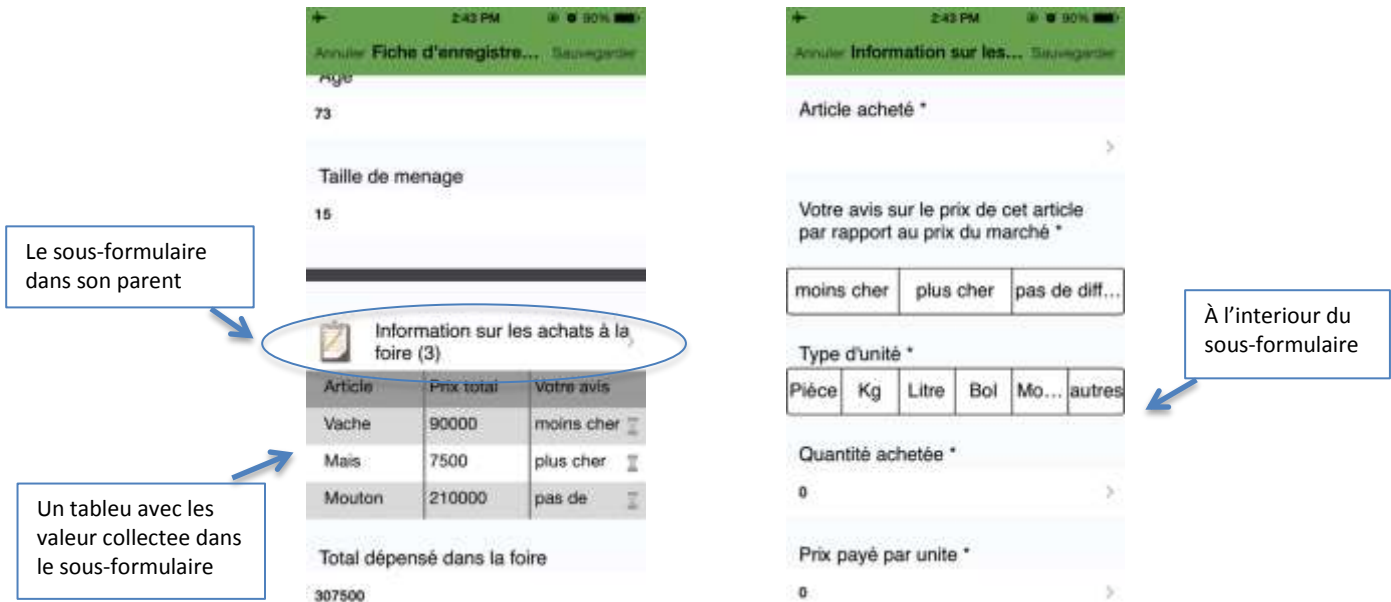 2:43 PM
90%
Annuler Fiche d'enregistre... Sauvegarder
Age
73
Taille de menage
15
Le sous-formulaire
dans son parent
Information sur les achats à la
foire (3)
Article Prix total Votre avis
Vache 90000 moins cher
Mais 7500 plus cher
Mouton 210000 pas de
Un tableu avec les
valeur collectee dans
le sous-formulaire
Total dépensé dans la foire
307500
2:43 PM
90%
Annuler Information sur les... Sauvegarder
Article acheté *
Votre avis sur le prix de cet article
par rapport au prix du marché *
moins cher plus cher pas de diff...
À l'interiour du
sous-formulaire
Type d'unité *
Pièce Kg Litre Bol Mo... autres
Quantité achetée *
0
Prix payé par unite *
0